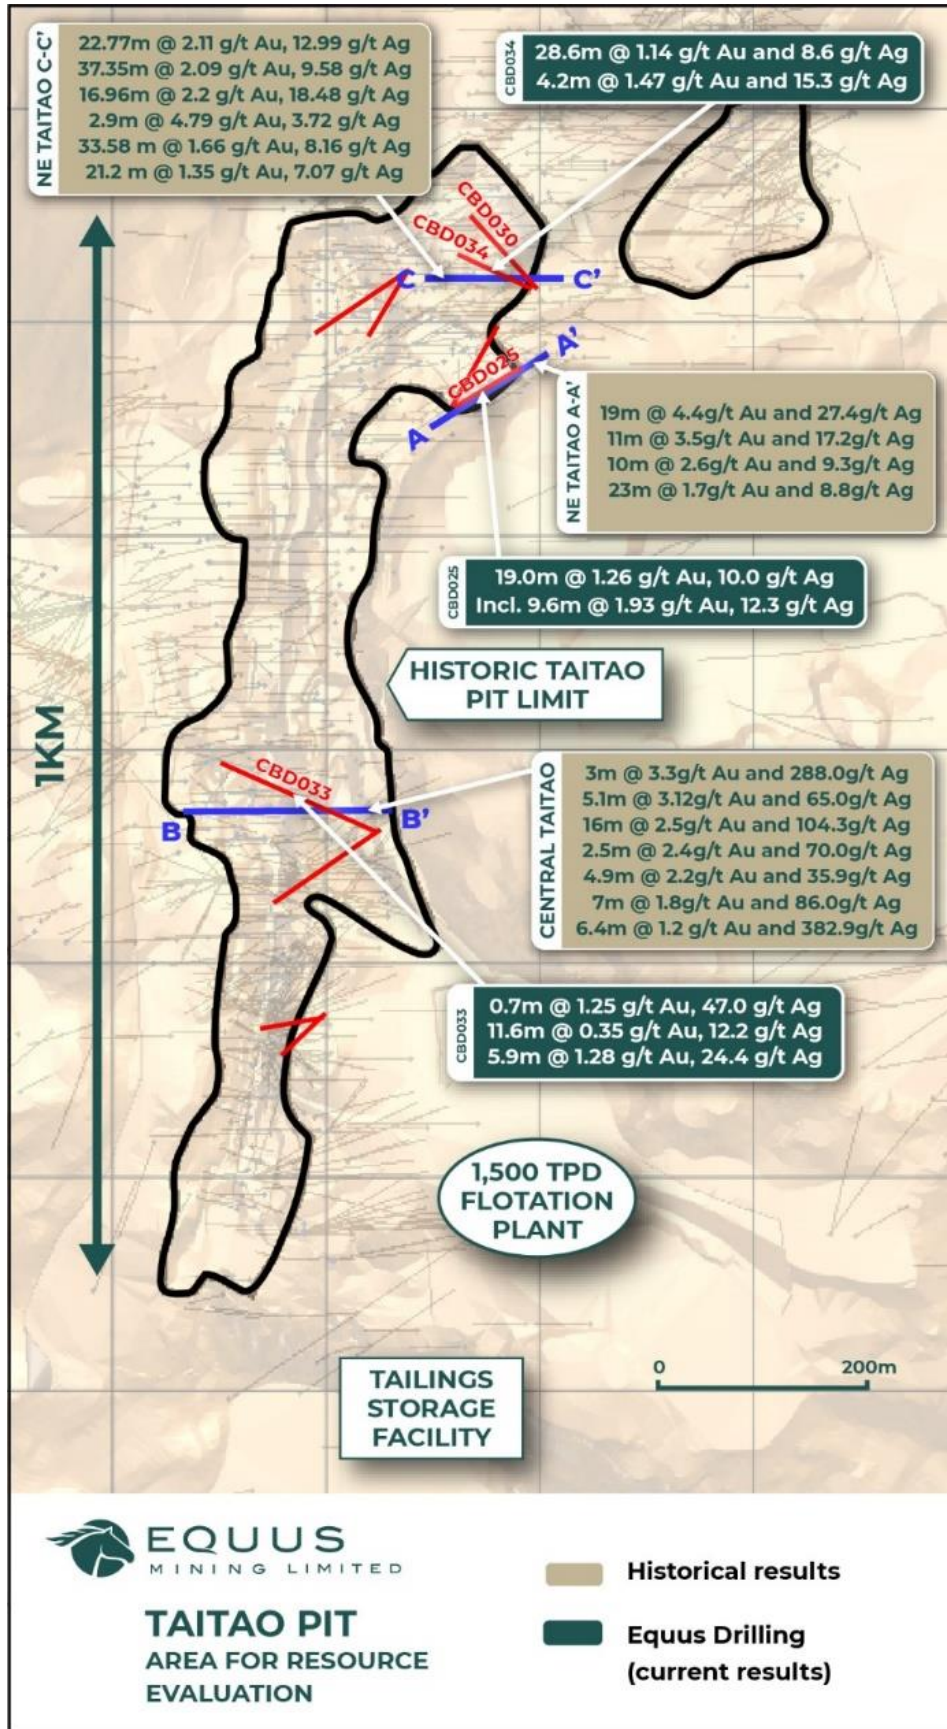 NE TAITAO C-C'
22.77m @ 2.11 g/t Au, 12.99 g/t Ag
37.35m @ 2.09 g/t Au, 9.58 g/t Ag
16.96m @ 2.2 g/t Au, 18.48 g/t Ag
2.9m @ 4.79 g/t Au, 3.72 g/t Ag
33.58 m @ 1.66 g/t Au, 8.16 g/t Ag
21.2 m @ 1.35 g/t Au, 7.07 g/t Ag
CBD034
28.6m @ 1.14 g/t Au and 8.6 g/t Ag
4.2m @ 1.47 g/t Au and 15.3 g/t Ag
CBD030
CBD034
C
C'
A'
CBD025
A
NE TAITAO A-A'
19m @ 4.4g/t Au and 27.4g/t Ag
11m @ 3.5g/t Au and 17.2g/t Ag
10m @ 2.6g/t Au and 9.3g/t Ag
23m @ 1.7g/t Au and 8.8g/t Ag
CBD025
19.0m @ 1.26 g/t Au, 10.0 g/t Ag
Incl. 9.6m @ 1.93 g/t Au, 12.3 g/t Ag
HISTORIC TAITAO
PIT LIMIT
1KM
CBD033
B
B'
CENTRAL TAITAO
3m @ 3.3g/t Au and 288.0g/t Ag
5.1m @ 3.12g/t Au and 65.0g/t Ag
16m @ 2.5g/t Au and 104.3g/t Ag
2.5m @ 2.4g/t Au and 70.0g/t Ag
4.9m @ 2.2g/t Au and 35.9g/t Ag
7m @ 1.8g/t Au and 86.0g/t Ag
6.4m @ 1.2 g/t Au and 382.9g/t Ag
CBD033
0.7m @ 1.25 g/t Au, 47.0 g/t Ag
11.6m @ 0.35 g/t Au, 12.2 g/t Ag
5.9m @ 1.28 g/t Au, 24.4 g/t Ag
1,500 TPD
FLOTATION
PLANT
0 200m
TAILINGS
STORAGE
FACILITY
EQUUS
MINING LIMITED
TAITAO PIT
AREA FOR RESOURCE
EVALUATION
Historical results
Equus Drilling
(current results)